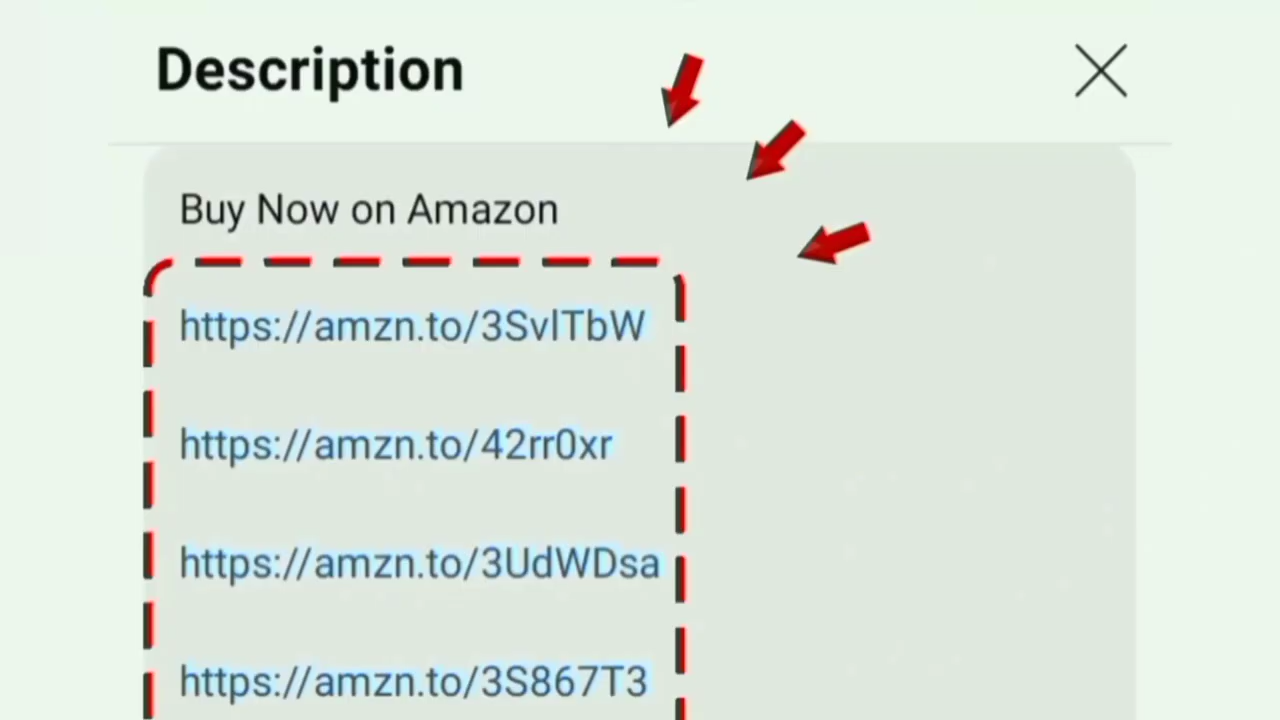 Description
Buy Now on Amazon
https://amzn.to/3SvlTbW
https://amzn.to/42rr0xr
https://amzn.to/3UdWDsa
https://amzn.to/3S867T3